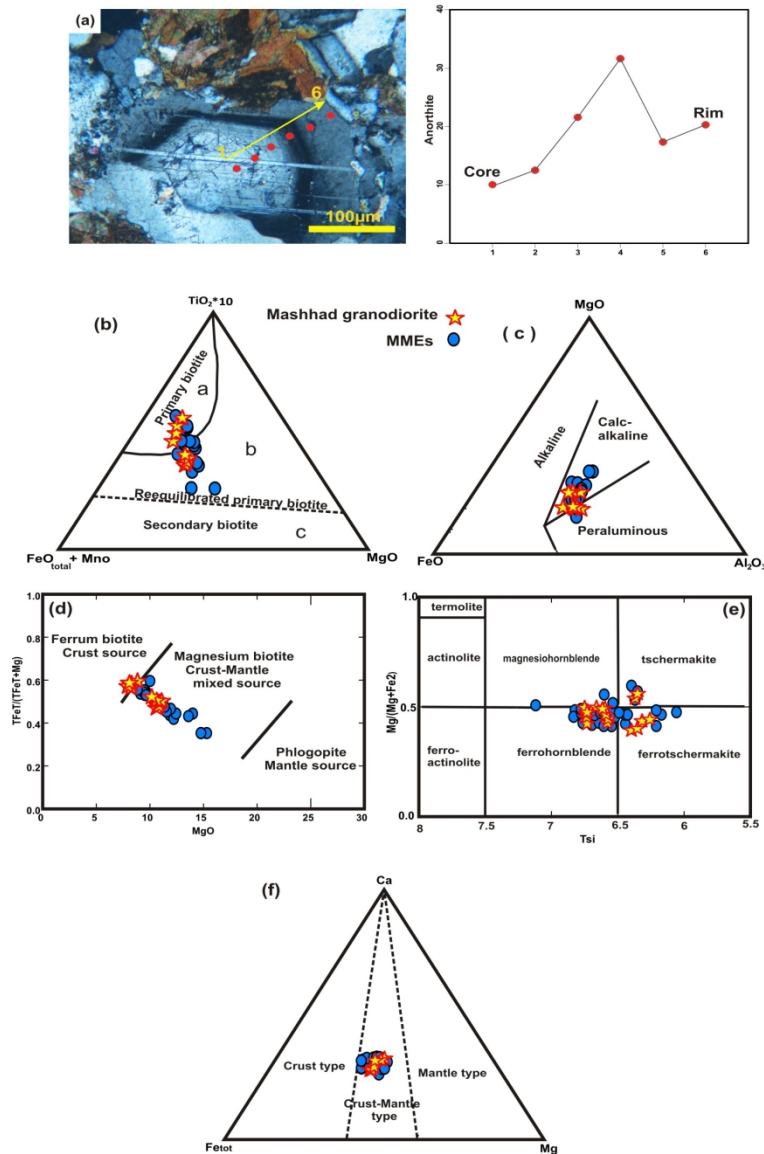 (a)
6
1
100µm
Anorthite
40
30
20
10
0
Core
Rim
1 2 3 4 5 6
(b)
TiO₂*10
Mashhad granodiorite
MMEs
Primary biotite
a
b
Reequilibrated primary biotite
Secondary biotite
c
FeO total + Mno
MgO
(c)
MgO
Alkaline
Calc-
alkaline
Peraluminous
FeO
Al₂O₃
(d)
TFeT/(TFeT+Mg)
1.0
0.8
0.6
0.4
0.2
0.0
Ferrum biotite
Crust source
Magnesium biotite
Crust-Mantle
mixed source
Phlogopite
Mantle source
0 5 10 15 20 25 30
MgO
(e)
Mg/(Mg+Fe2)
1.0
0.5
0.0
termolite
actinolite
magnesiohornblende
tschermakite
ferro-
actinolite
ferrohornblende
ferrotschermakite
8 7.5 7 6.5 6 5.5
Tsi
(f)
Ca
Crust type
Mantle type
Crust-Mantle
type
Fetot
Mg